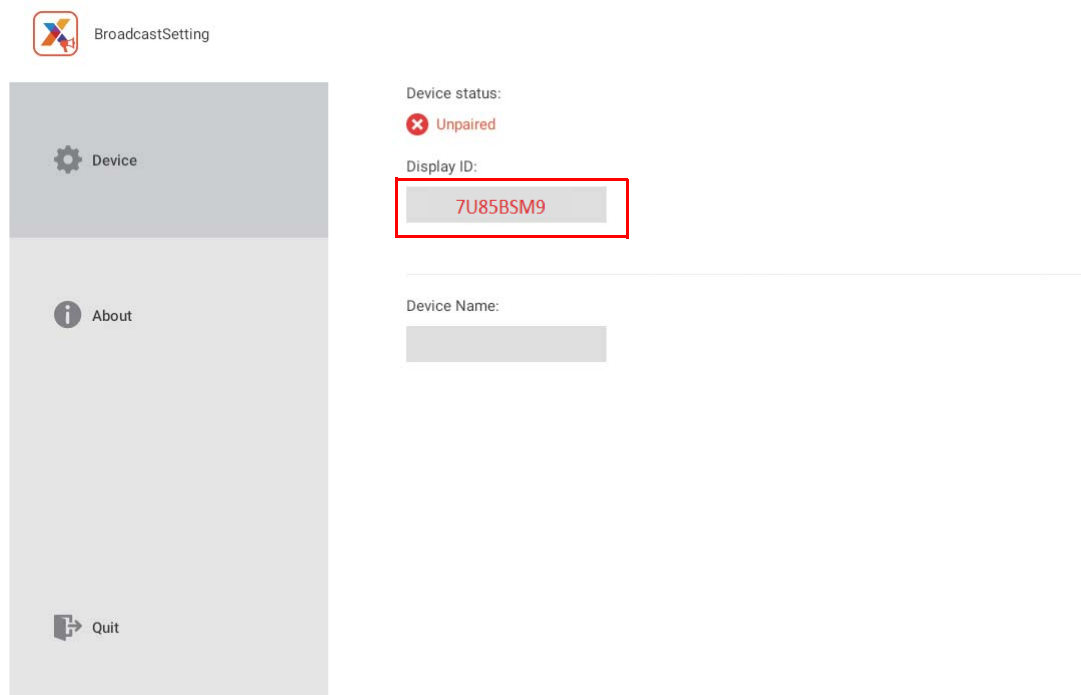 BroadcastSetting
Device
About
Quit
Device status:
Unpaired
Display ID:
7U85BSM9
Device Name: